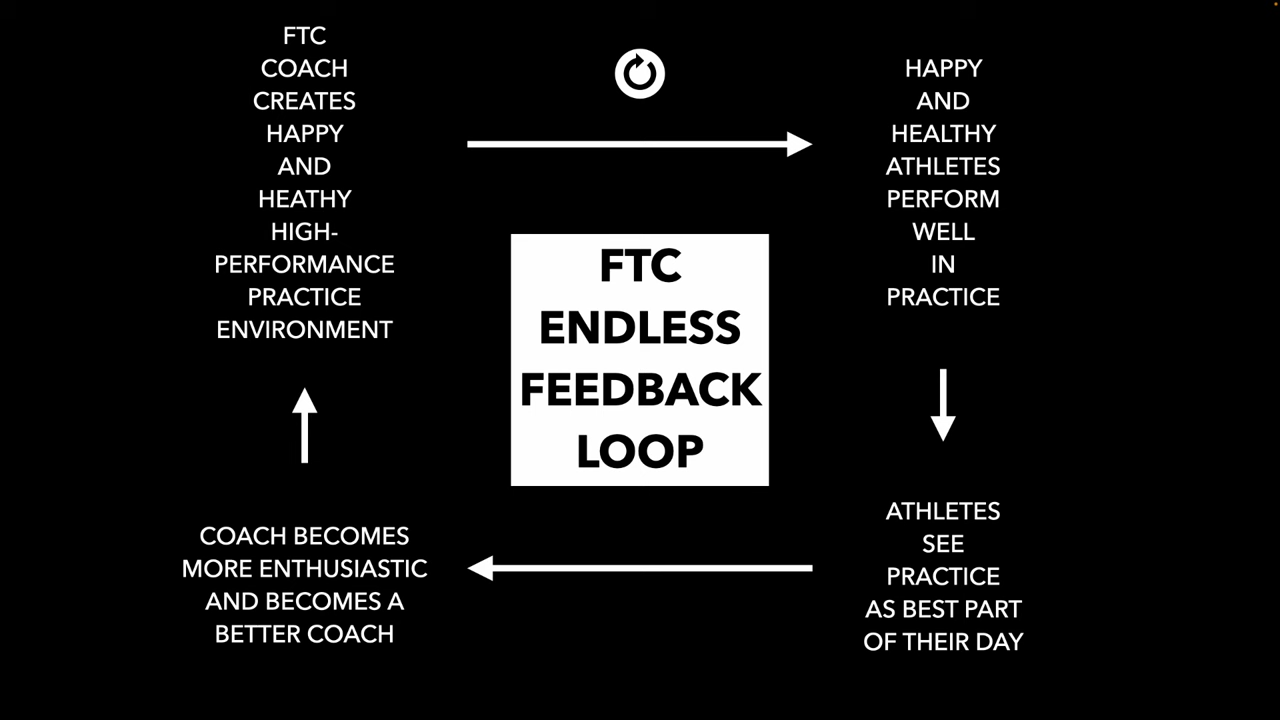 FTC
COACH
CREATES
HAPPY
AND
HEATHY
HIGH-
PERFORMANCE
PRACTICE
ENVIRONMENT
HAPPY
AND
HEALTHY
ATHLETES
PERFORM
WELL
IN
PRACTICE
FTC
ENDLESS
FEEDBACK
LOOP
ATHLETES
SEE
PRACTICE
AS BEST PART
OF THEIR DAY
COACH BECOMES
MORE ENTHUSIASTIC
AND BECOMES A
BETTER COACH